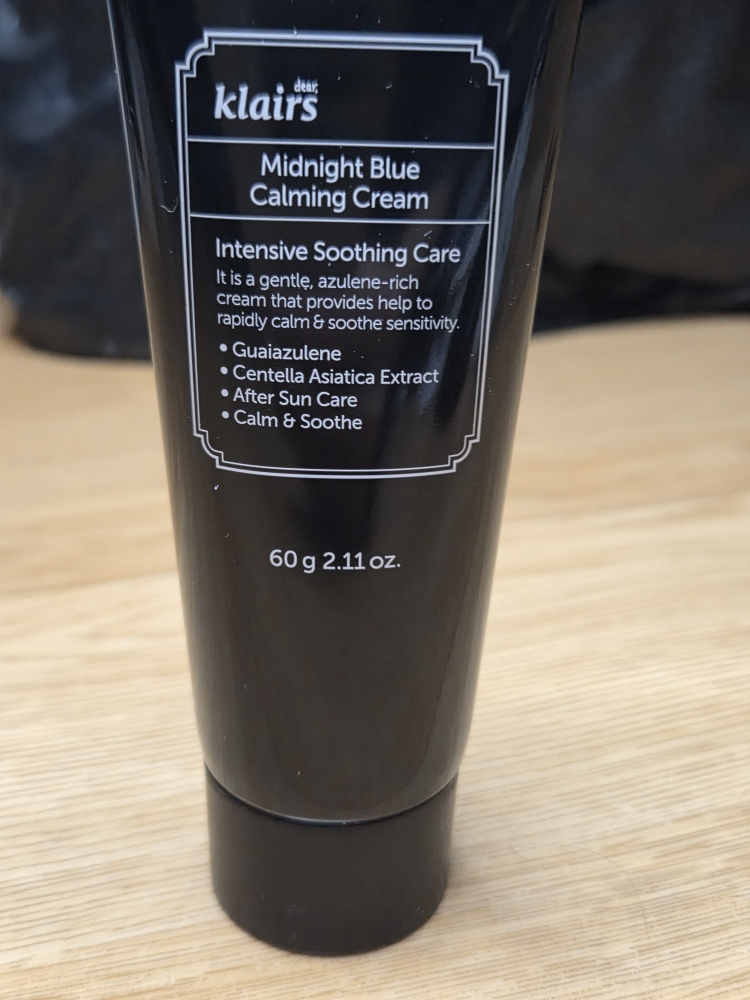 dear,
klairs
Midnight Blue
Calming Cream
Intensive Soothing Care
It is a gentle, azulene-rich
cream that provides help to
rapidly calm & soothe sensitivity.
• Guaiazulene
• Centella Asiatica Extract
• After Sun Care
• Calm & Soothe
60 g 2.11 oz.